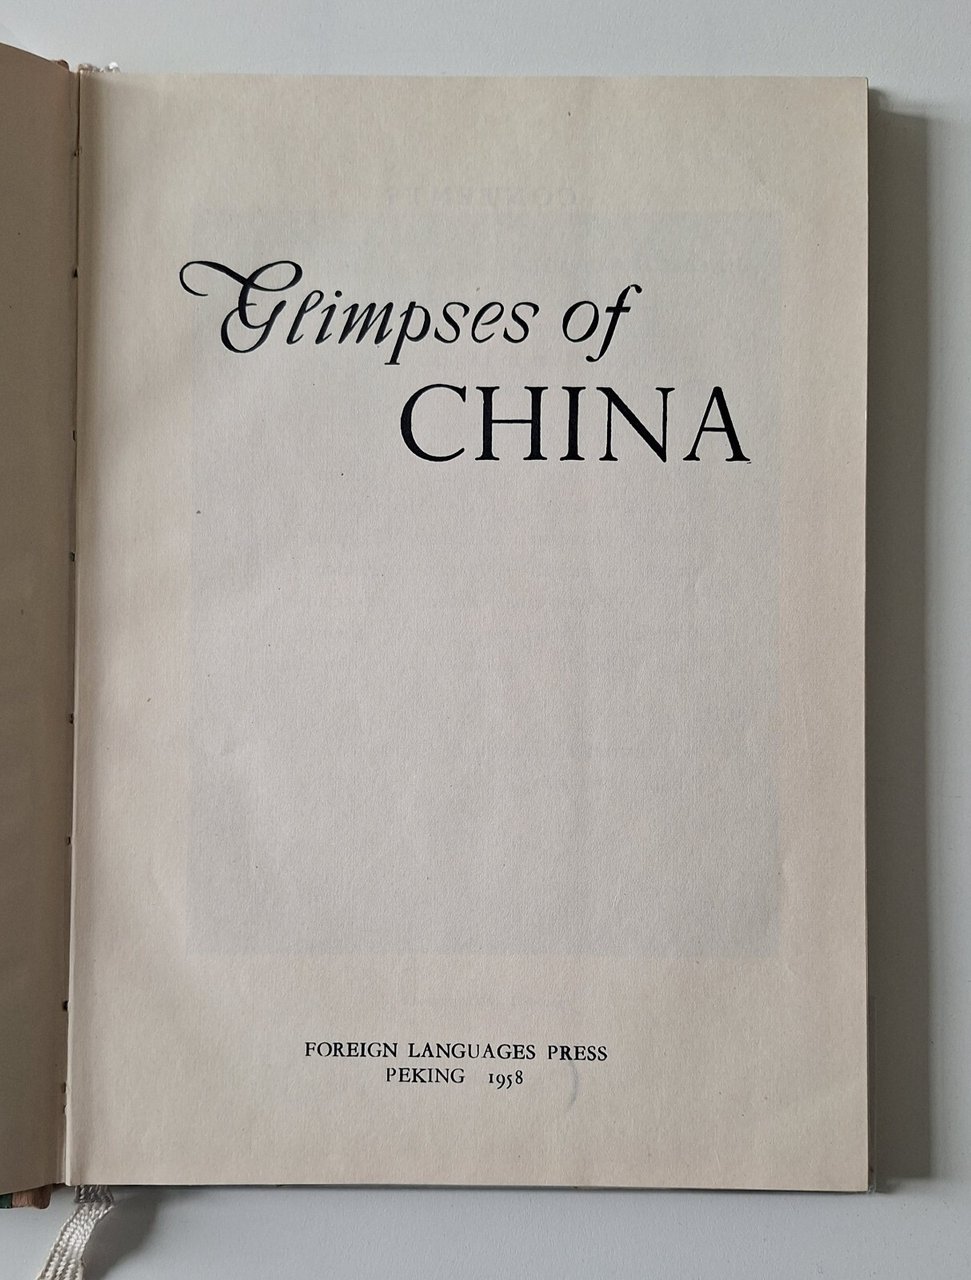 Glimpses of
CHINA
FOREIGN LANGUAGES PRESS
PEKING 1958